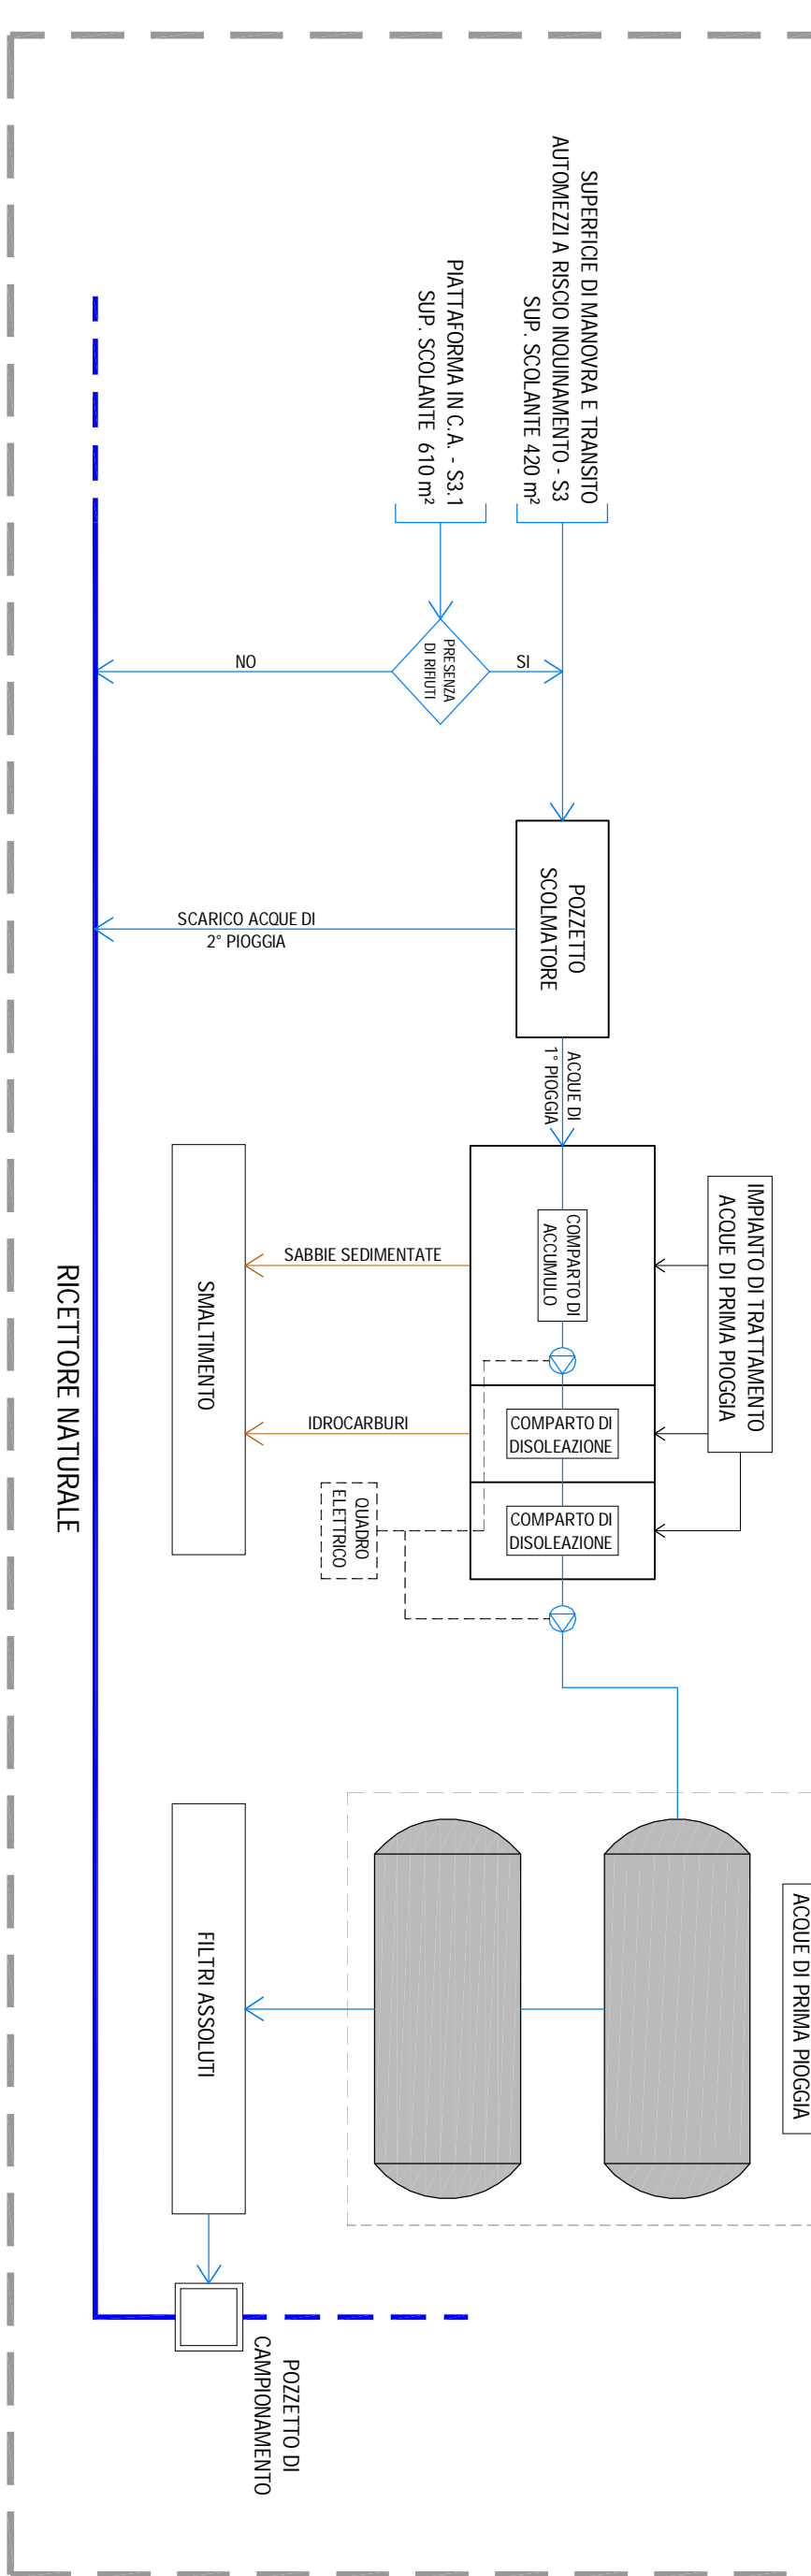 SUPERFICIE DI MANOVRA E TRANSITO
AUTOMEZZI A RISCIO INQUINAMENTO - S3
SUP. SCOLANTE 420 m²
PIATTAFORMA IN C.A. - S3.1
SUP. SCOLANTE 610 m²
PRESENZA
DI RIFIUTI
SI
NO
POZZETTO
SCOLMATORE
SCARICO ACQUE DI
2° PIOGGIA
ACQUE DI
1° PIOGGIA
IMPIANTO DI TRATTAMENTO
ACQUE DI PRIMA PIOGGIA
COMPARTO DI
ACCUMULO
COMPARTO DI
DISOLEAZIONE
COMPARTO DI
DISOLEAZIONE
SABBIE SEDIMENTATE
IDROCARBURI
QUADRO
ELETTRICO
SMALTIMENTO
RICETTORE NATURALE
ACQUE DI PRIMA PIOGGIA
FILTRI ASSOLUTI
POZZETTO DI
CAMPIONAMENTO